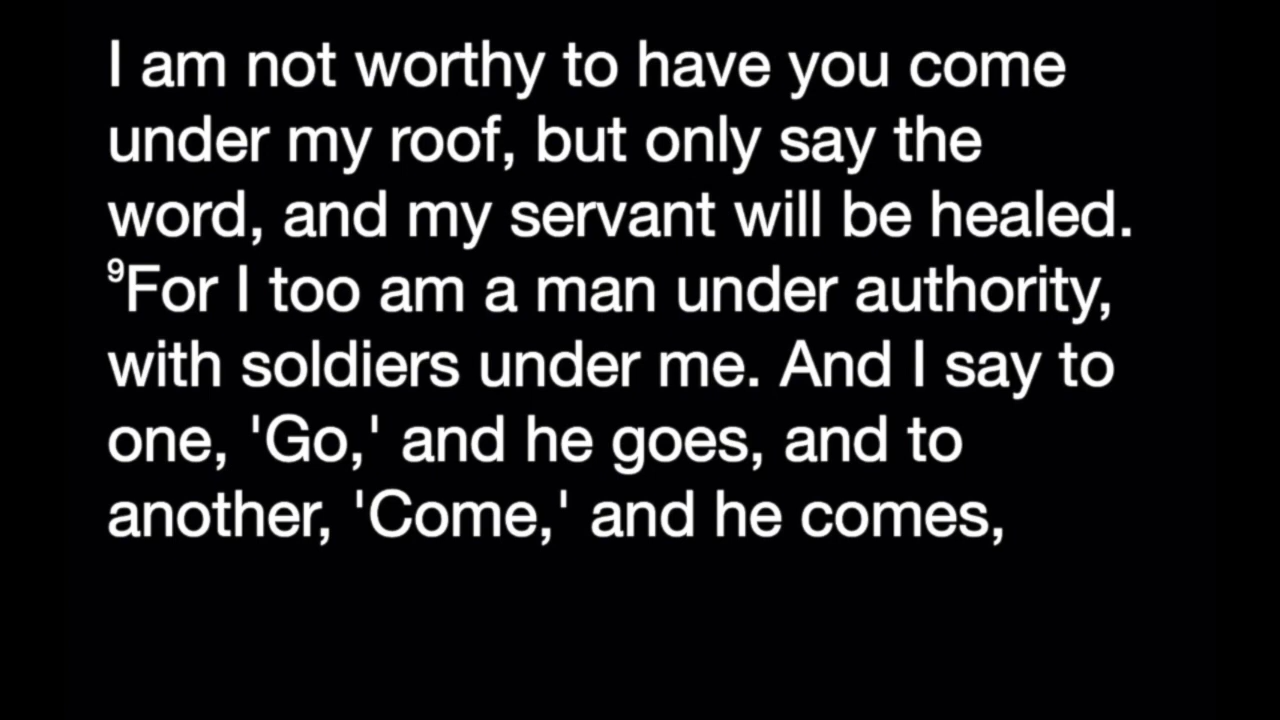 I am not worthy to have you come
under my roof, but only say the
word, and my servant will be healed.
⁹For I too am a man under authority,
with soldiers under me. And I say to
one, 'Go,' and he goes, and to
another, 'Come,' and he comes,